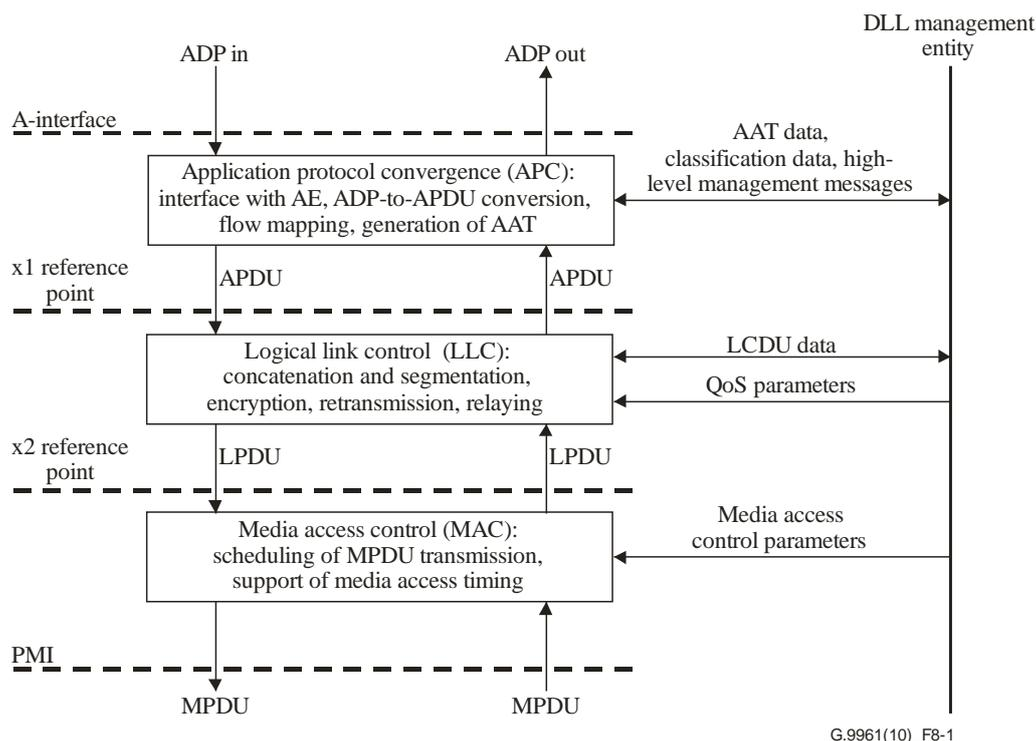 DLL management
entity
ADP in
ADP out
A-interface
AAT data,
classification data, high-
level management messages
Application protocol convergence (APC):
interface with AE, ADP-to-APDU conversion,
flow mapping, generation of AAT
x1 reference
point
APDU
APDU
Logical link control (LLC):
concatenation and segmentation,
encryption, retransmission, relaying
LCDU data
QoS parameters
x2 reference
point
LPDU
LPDU
Media access control (MAC):
scheduling of MPDU transmission,
support of media access timing
Media access
control parameters
PMI
MPDU
MPDU
G.9961(10)_F8-1